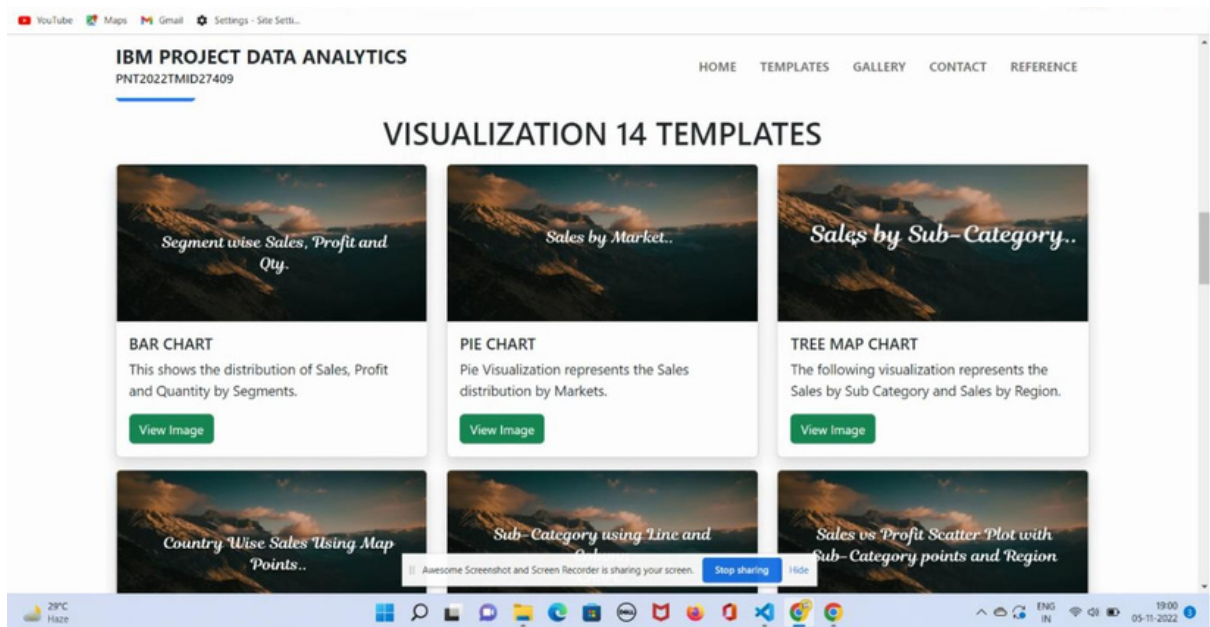 YouTube Maps Gmail Settings - Site Setti...
IBM PROJECT DATA ANALYTICS
PNT2022TMID27409
HOME TEMPLATES GALLERY CONTACT REFERENCE
VISUALIZATION 14 TEMPLATES
Segment wise Sales, Profit and
Qty.
BAR CHART
This shows the distribution of Sales, Profit
and Quantity by Segments.
View Image
Sales by Market..
PIE CHART
Pie Visualization represents the Sales
distribution by Markets.
View Image
Sales by Sub-Category..
TREE MAP CHART
The following visualization represents the
Sales by Sub Category and Sales by Region.
View Image
Country Wise Sales Using Map
Points..
Sub-Category using Line and
Sales vs Profit Scatter Plot with
Sub-Category points and Region
Awesome Screenshot and Screen Recorder is sharing your screen. Stop sharing Hide
29°C
Haze
DELL
ENG
IN
19:00
05-11-2022
3